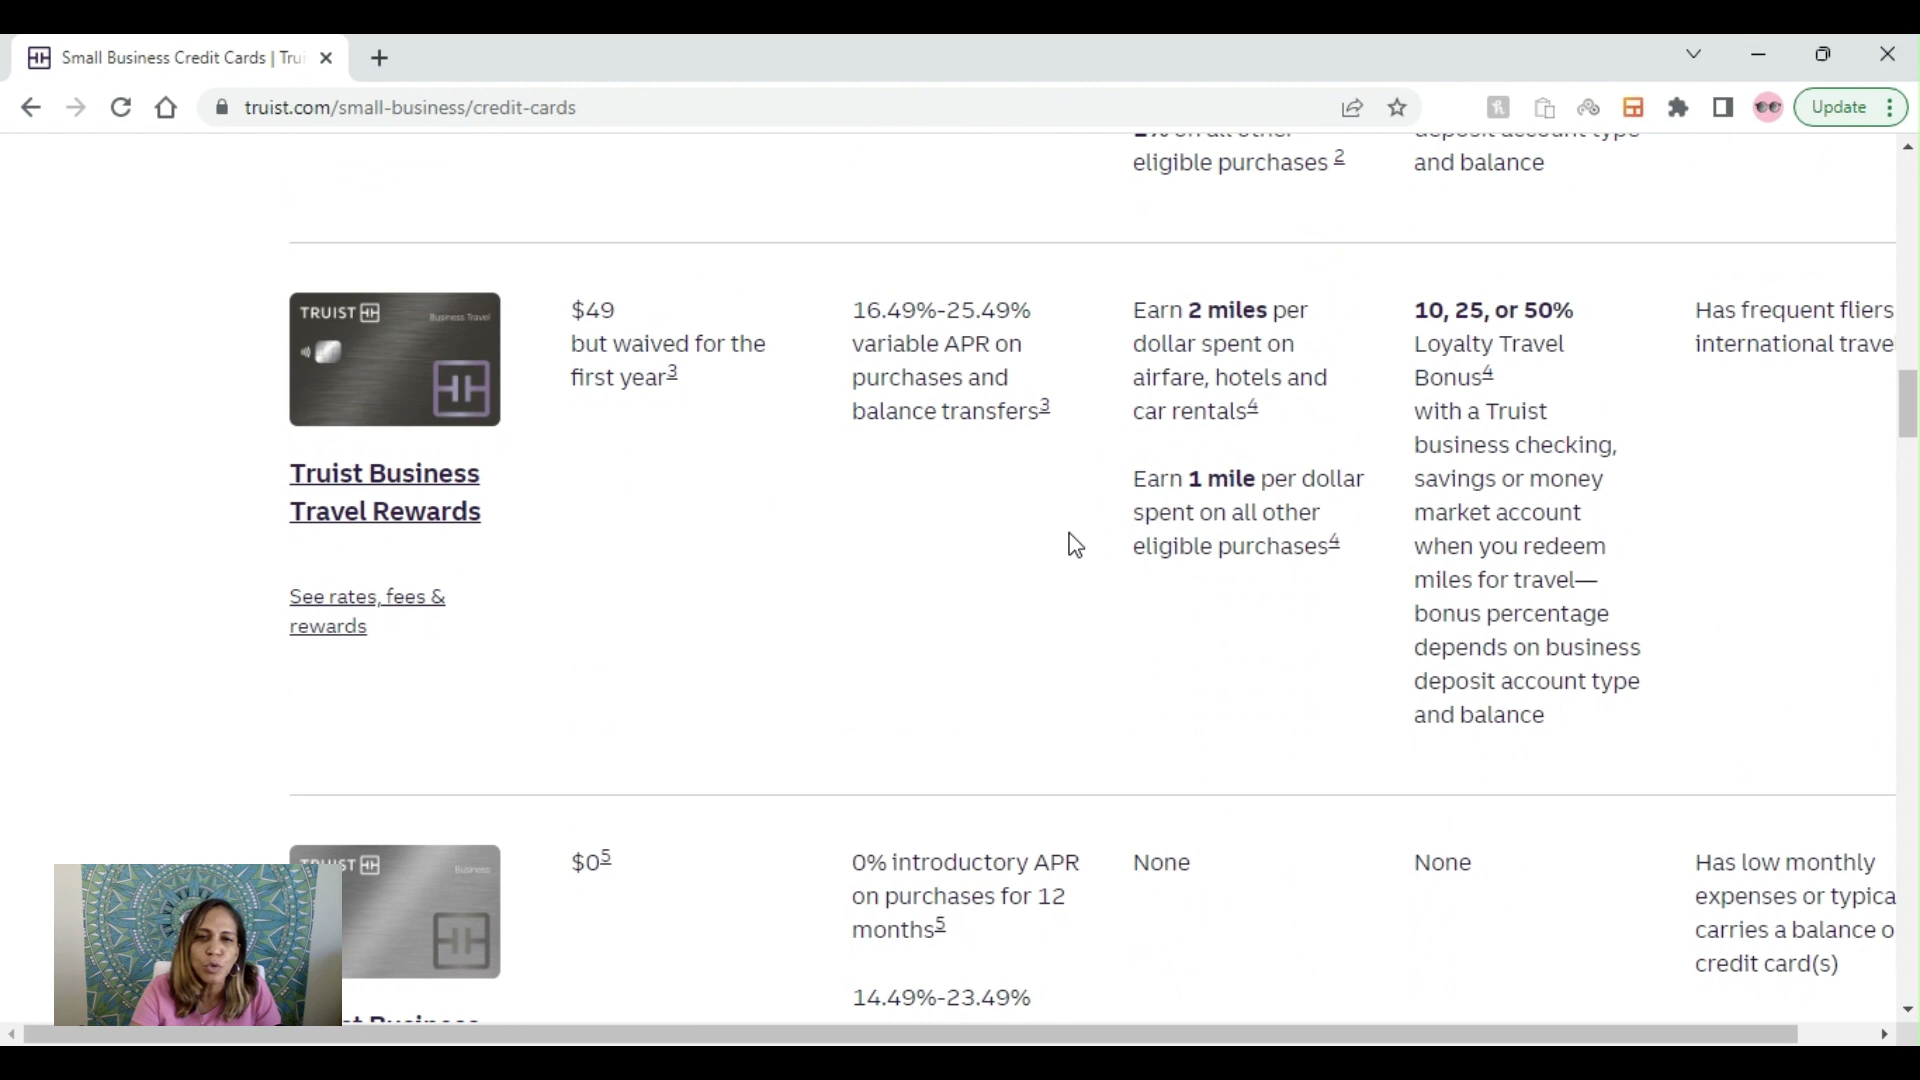 Small Business Credit Cards | Trui
truist.com/small-business/credit-cards
Update
eligible purchases 2
deposit account type
and balance
TRUIST
Business Travel
Truist Business
Travel Rewards
See rates, fees &
rewards
$49
but waived for the
first year3
16.49%-25.49%
variable APR on
purchases and
balance transfers3
Earn 2 miles per
dollar spent on
airfare, hotels and
car rentals4
Earn 1 mile per dollar
spent on all other
eligible purchases4
10, 25, or 50%
Loyalty Travel
Bonus4
with a Truist
business checking,
savings or money
market account
when you redeem
miles for travel—
bonus percentage
depends on business
deposit account type
and balance
Has frequent fliers
international trave
TRUIST
Business
$05
0% introductory APR
on purchases for 12
months5
14.49%-23.49%
None
None
Has low monthly
expenses or typica
carries a balance o
credit card(s)